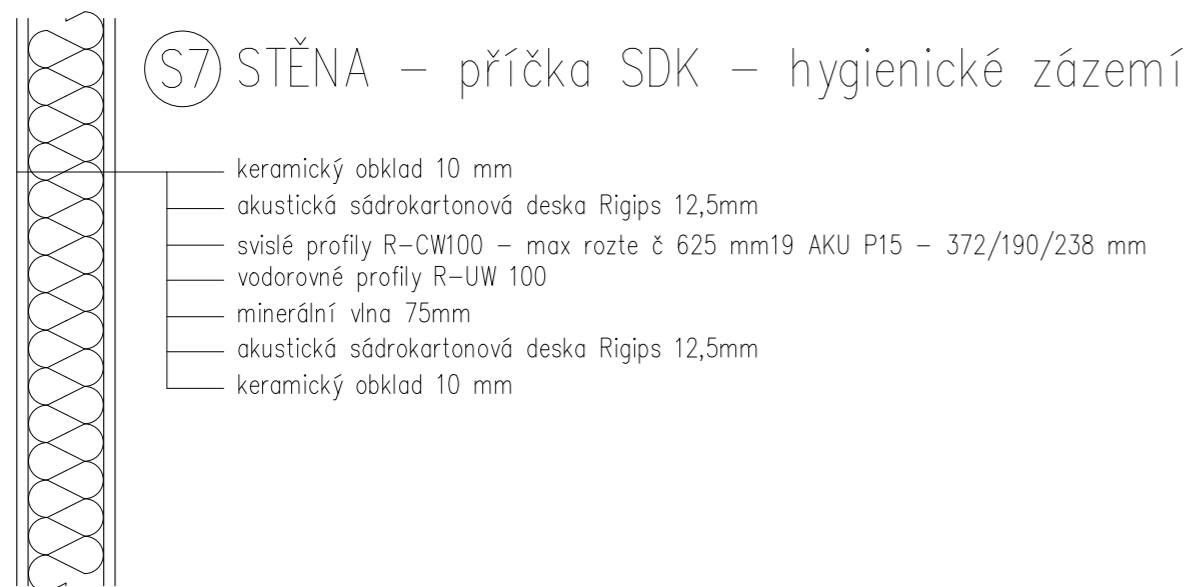 S7 STĚNA – příčka SDK – hygienické zázemí
keramický obklad 10 mm
akustická sádrokartonová deska Rigips 12,5mm
svislé profily R–CW100 – max rozte č 625 mm19 AKU P15 – 372/190/238 mm
vodorovné profily R–UW 100
minerální vlna 75mm
akustická sádrokartonová deska Rigips 12,5mm
keramický obklad 10 mm